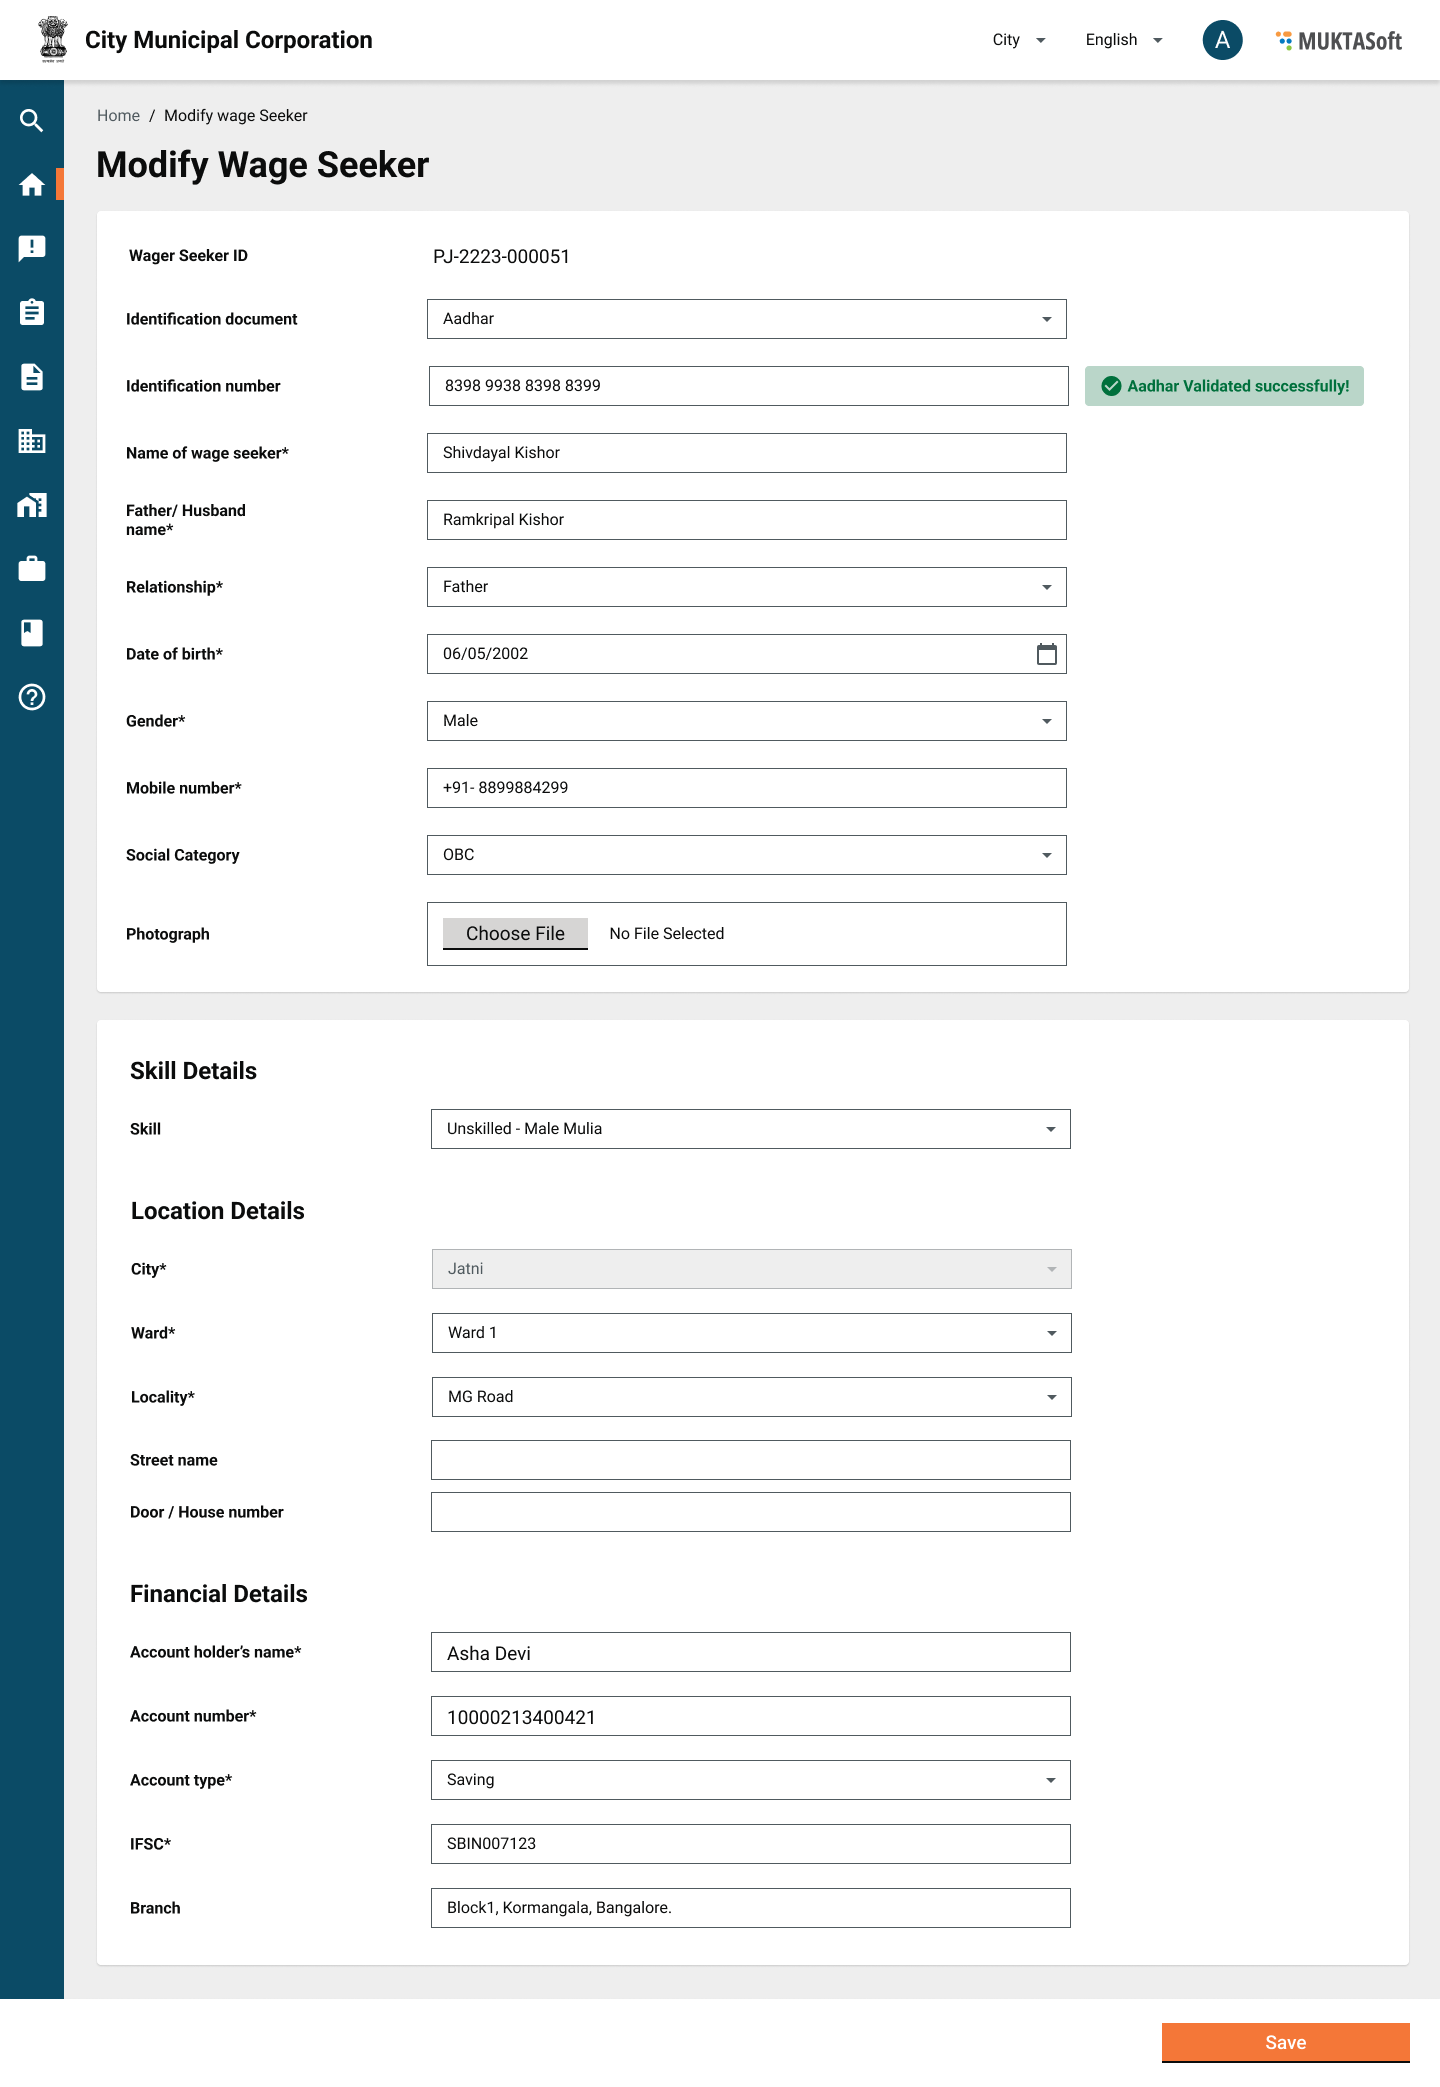 City Municipal Corporation
City
English
A
MUKTASoft
Home / Modify wage Seeker
Modify Wage Seeker
Wager Seeker ID
PJ-2223-000051
Identification document
Aadhar
Identification number
8398 9938 8398 8399
Aadhar Validated successfully!
Name of wage seeker*
Shivdayal Kishor
Father/ Husband
name*
Ramkripal Kishor
Relationship*
Father
Date of birth*
06/05/2002
Gender*
Male
Mobile number*
+91- 8899884299
Social Category
OBC
Photograph
Choose File
No File Selected
Skill Details
Skill
Unskilled - Male Mulia
Location Details
City*
Jatni
Ward*
Ward 1
Locality*
MG Road
Street name
Door / House number
Financial Details
Account holder’s name*
Asha Devi
Account number*
10000213400421
Account type*
Saving
IFSC*
SBIN007123
Branch
Block1, Kormangala, Bangalore.
Save